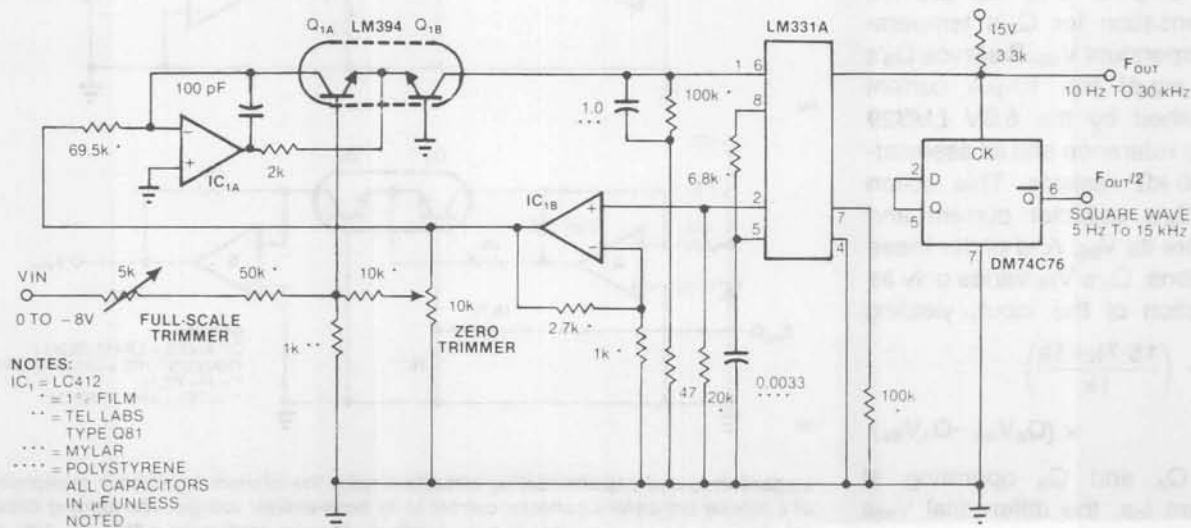 Q1A
LM394
Q1B
LM331A
15V
3.3k
FOUT
10 Hz TO 30 kHz
100 pF
1
6
8
1.0
....
100k *
69.5k *
-
+
IC1A
2k
6.8k *
CK
2
D
Q
5
Q
6
FOUT/2
SQUARE WAVE
5 Hz To 15 kHz
7
DM74C76
IC1B
+
-
2
5
7
4
VIN
5k
50k *
10k *
10k
2.7k *
0 TO -8V
FULL-SCALE
TRIMMER
ZERO
TRIMMER
1k ..
1k *
47
20k
*
0.0033
....
100k
*
NOTES:
IC1 = LC412
* = 1% FILM
.. = TEL LABS
TYPE Q81
... = MYLAR
.... = POLYSTYRENE
ALL CAPACITORS
IN µF UNLESS
NOTED